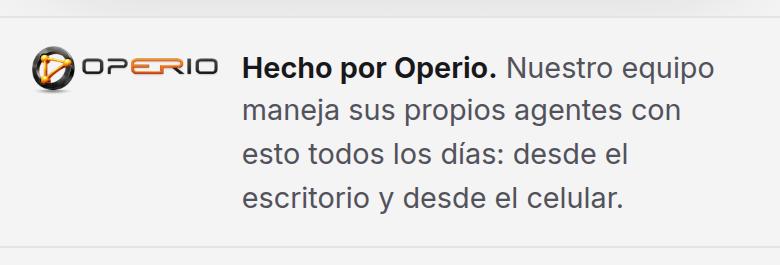 OPERIO
Hecho por Operio. Nuestro equipo
maneja sus propios agentes con
esto todos los días: desde el
escritorio y desde el celular.